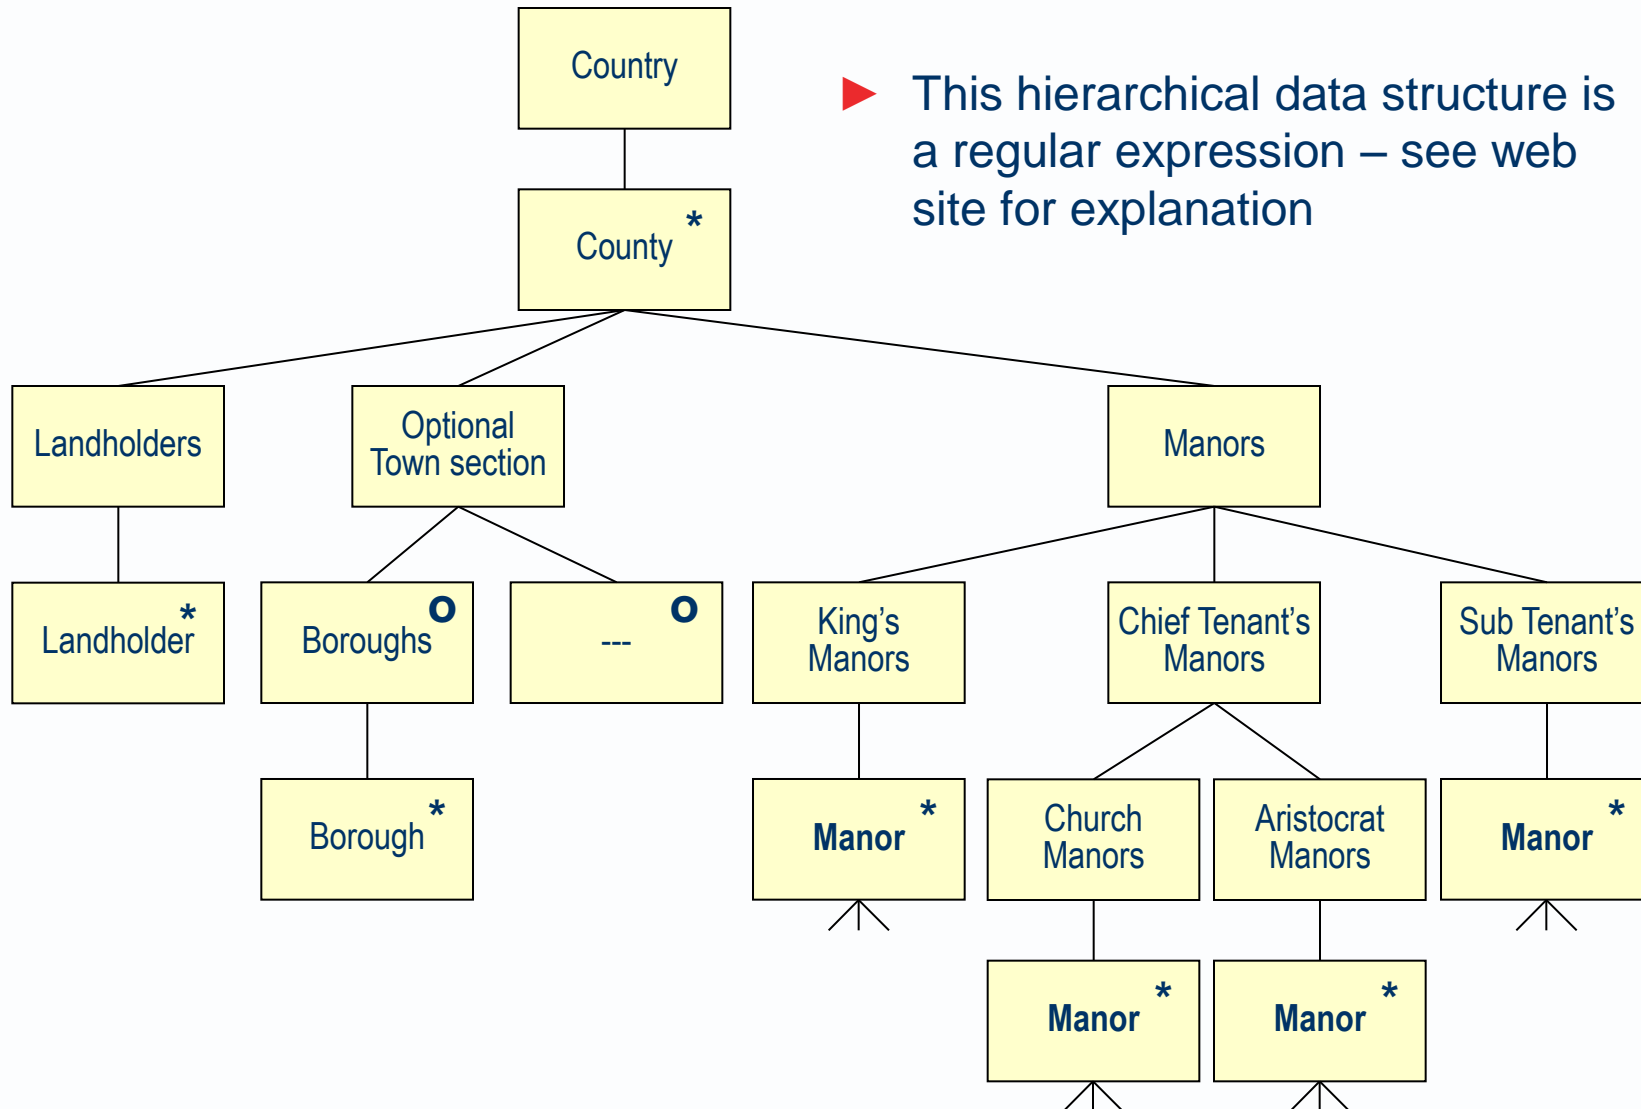 Country
► This hierarchical data structure is
a regular expression – see web
site for explanation
County *
Landholders
Optional
Town section
Manors
Landholder *
Boroughs o
--- o
King's
Manors
Chief Tenant's
Manors
Sub Tenant's
Manors
Borough *
Manor *
Church
Manors
Aristocrat
Manors
Manor *
Manor *
Manor *